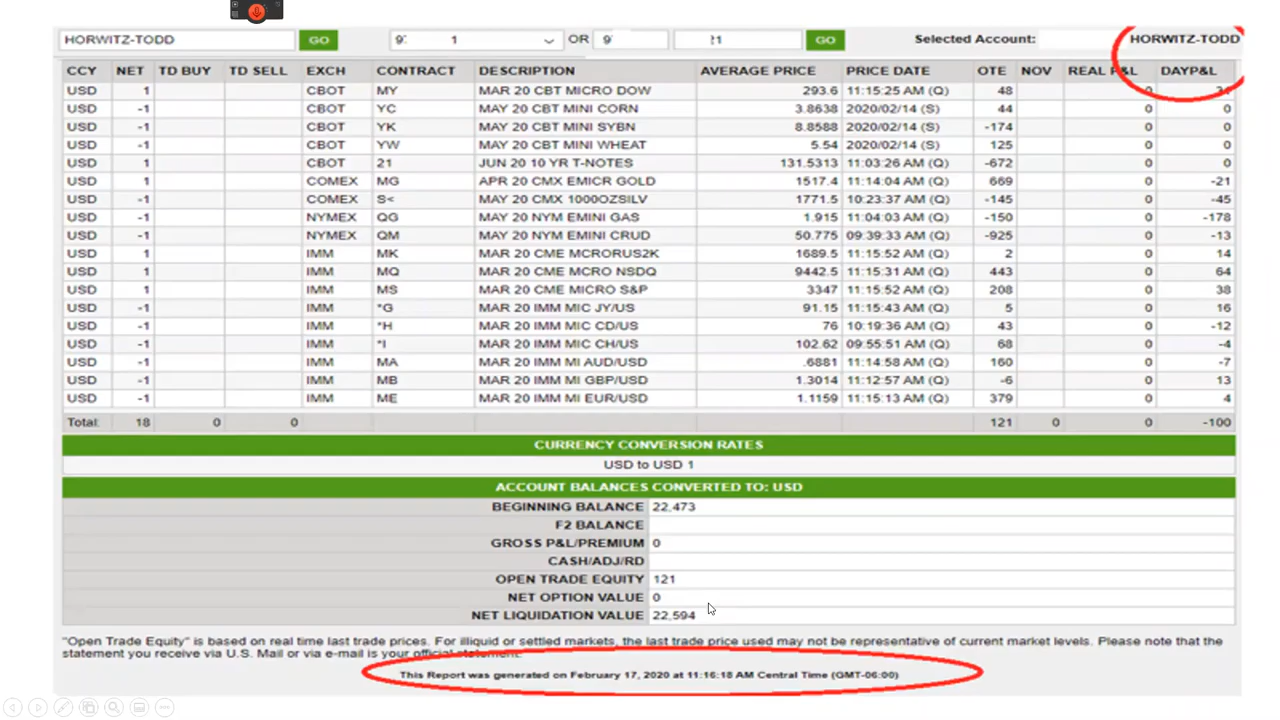 HORWITZ-TODD GO 9 1 OR 9 21 GO Selected Account: HORWITZ-TODD
CCY NET TD BUY TD SELL EXCH CONTRACT DESCRIPTION AVERAGE PRICE PRICE DATE OTE NOV REAL P&L DAYP&L
USD 1 CBOT MY MAR 20 CBT MICRO DOW 293.6 11:15:25 AM (Q) 48 0
USD -1 CBOT YC MAY 20 CBT MINI CORN 3.8638 2020/02/14 (S) 44 0 0
USD -1 CBOT YK MAY 20 CBT MINI SYBN 8.8588 2020/02/14 (S) -174 0 0
USD -1 CBOT YW MAY 20 CBT MINI WHEAT 5.54 2020/02/14 (S) 125 0 0
USD 1 CBOT 21 JUN 20 10 YR T-NOTES 131.5313 11:03:26 AM (Q) -672 0 0
USD 1 COMEX MG APR 20 CMX EMICR GOLD 1517.4 11:14:04 AM (Q) 669 0 -21
USD -1 COMEX S< MAY 20 CMX 1000OZSILV 1771.5 10:23:37 AM (Q) -145 0 -45
USD -1 NYMEX QG MAY 20 NYM EMINI GAS 1.915 11:04:03 AM (Q) -150 0 -178
USD -1 NYMEX QM MAY 20 NYM EMINI CRUD 50.775 09:39:33 AM (Q) -925 0 -13
USD 1 IMM MK MAR 20 CME MCRORUS2K 1689.5 11:15:52 AM (Q) 2 0 14
USD 1 IMM MQ MAR 20 CME MCRO NSDQ 9442.5 11:15:31 AM (Q) 443 0 64
USD 1 IMM MS MAR 20 CME MICRO S&P 3347 11:15:52 AM (Q) 208 0 38
USD -1 IMM *G MAR 20 IMM MIC JY/US 91.15 11:15:43 AM (Q) 5 0 16
USD -1 IMM *H MAR 20 IMM MIC CD/US 76 10:19:36 AM (Q) 43 0 -12
USD -1 IMM *I MAR 20 IMM MIC CH/US 102.62 09:55:51 AM (Q) 68 0 -4
USD -1 IMM MA MAR 20 IMM MI AUD/USD .6881 11:14:58 AM (Q) 160 0 -7
USD -1 IMM MB MAR 20 IMM MI GBP/USD 1.3014 11:12:57 AM (Q) -6 0 13
USD -1 IMM ME MAR 20 IMM MI EUR/USD 1.1159 11:15:13 AM (Q) 379 0 4
Total: 18 0 0 121 0 0 -100
CURRENCY CONVERSION RATES
USD to USD 1
ACCOUNT BALANCES CONVERTED TO: USD
BEGINNING BALANCE 22,473
F2 BALANCE
GROSS P&L/PREMIUM 0
CASH/ADJ/RD
OPEN TRADE EQUITY 121
NET OPTION VALUE 0
NET LIQUIDATION VALUE 22,594
"Open Trade Equity" is based on real time last trade prices. For illiquid or settled markets, the last trade price used may not be representative of current market levels. Please note that the
statement you receive via U.S. Mail or via e-mail is your official statement.
This Report was generated on February 17, 2020 at 11:16:18 AM Central Time (GMT-06:00)